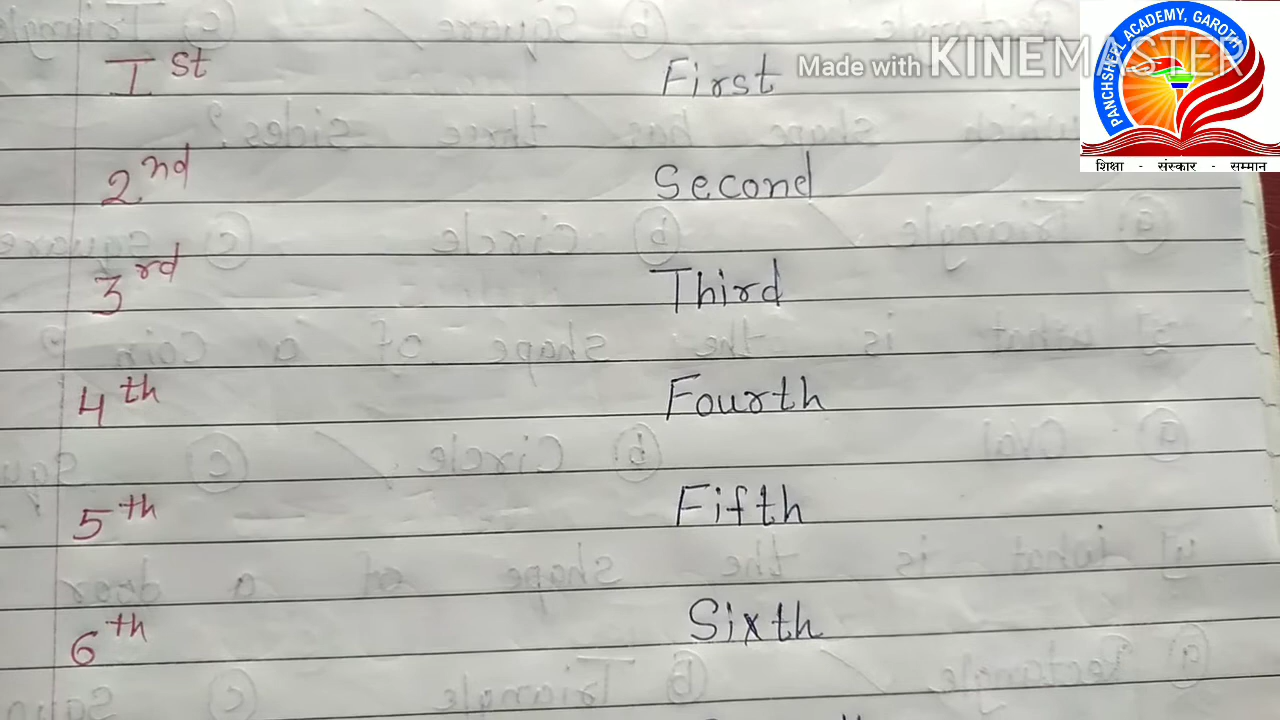 Made with KINEMASTER
PANCHSHEEL ACADEMY, GAROTH
शिक्षा - संस्कार - सम्मान
Ist First
2nd Second
3rd Third
4th Fourth
5th Fifth
6th Sixth